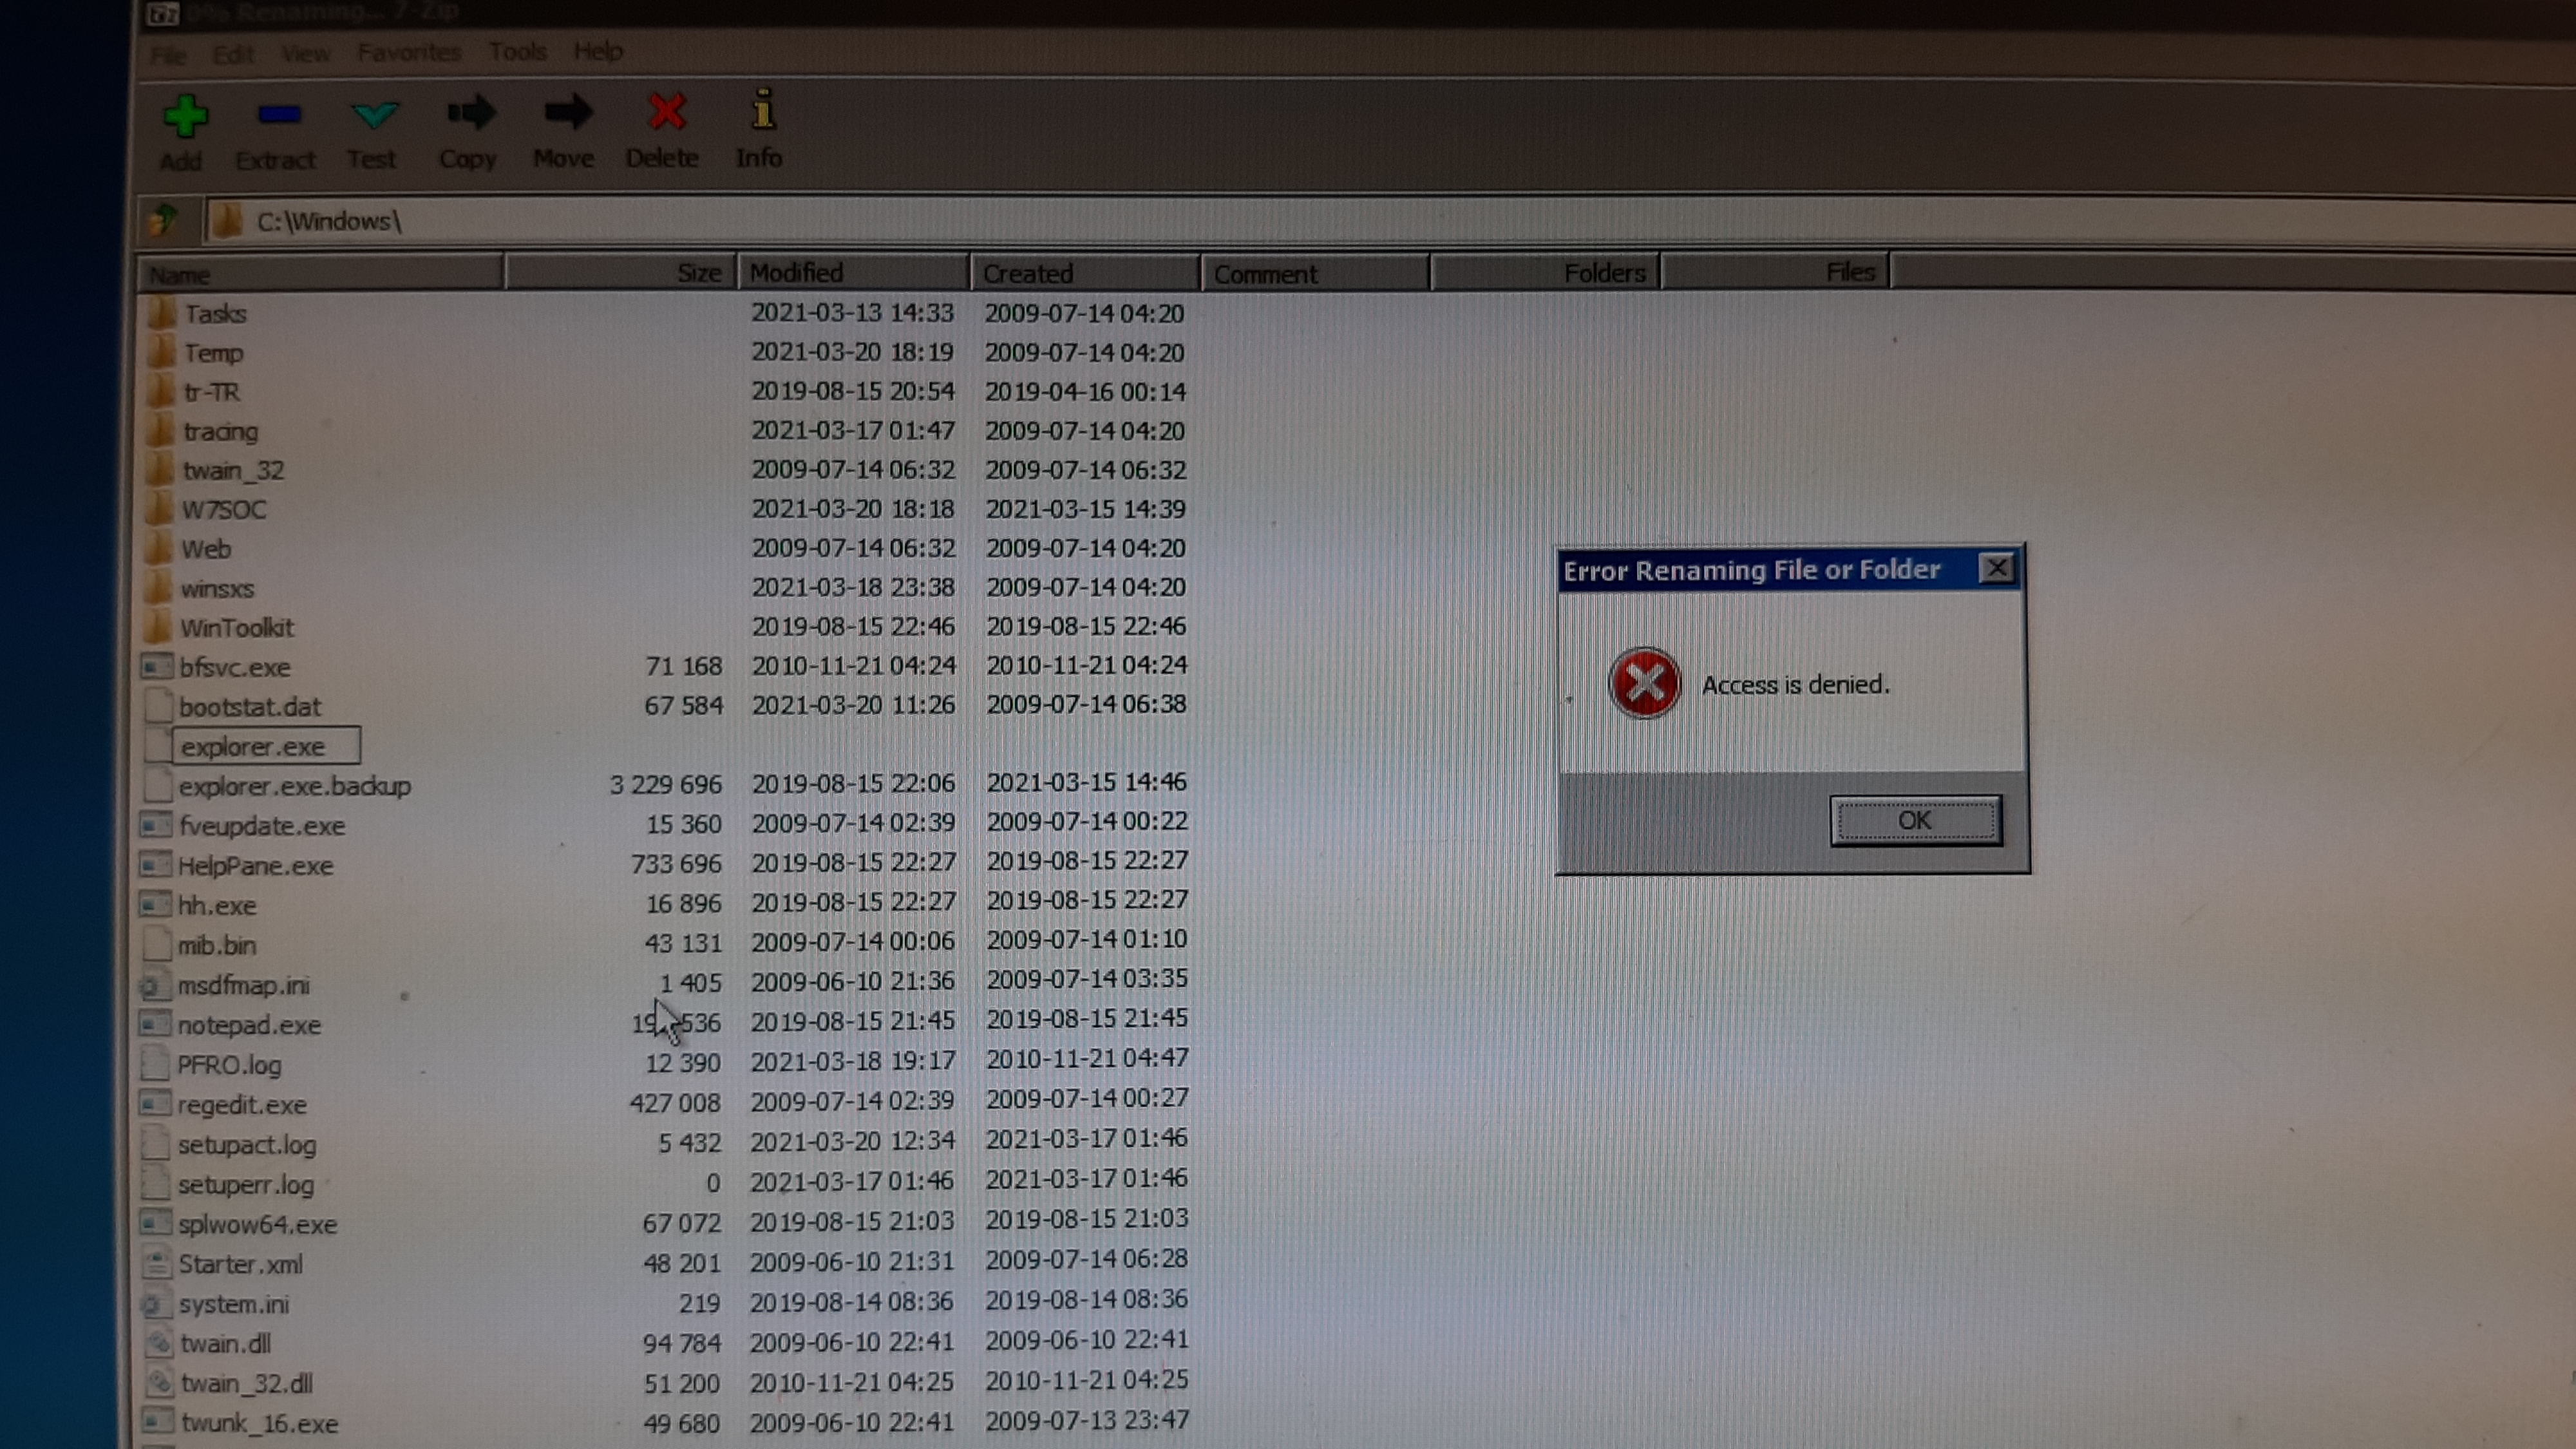 0% Renaming... 7-Zip
File Edit View Favorites Tools Help
Add Extract Test Copy Move Delete Info
C:\Windows\
Name Size Modified Created Comment Folders Files
Tasks 2021-03-13 14:33 2009-07-14 04:20
Temp 2021-03-20 18:19 2009-07-14 04:20
tr-TR 2019-08-15 20:54 2019-04-16 00:14
tracing 2021-03-17 01:47 2009-07-14 04:20
twain_32 2009-07-14 06:32 2009-07-14 06:32
W7SOC 2021-03-20 18:18 2021-03-15 14:39
Web 2009-07-14 06:32 2009-07-14 04:20
winsxs 2021-03-18 23:38 2009-07-14 04:20
WinToolkit 2019-08-15 22:46 2019-08-15 22:46
bfsvc.exe 71 168 2010-11-21 04:24 2010-11-21 04:24
bootstat.dat 67 584 2021-03-20 11:26 2009-07-14 06:38
explorer.exe
explorer.exe.backup 3 229 696 2019-08-15 22:06 2021-03-15 14:46
fveupdate.exe 15 360 2009-07-14 02:39 2009-07-14 00:22
HelpPane.exe 733 696 2019-08-15 22:27 2019-08-15 22:27
hh.exe 16 896 2019-08-15 22:27 2019-08-15 22:27
mib.bin 43 131 2009-07-14 00:06 2009-07-14 01:10
msdfmap.ini 1 405 2009-06-10 21:36 2009-07-14 03:35
notepad.exe 536 2019-08-15 21:45 2019-08-15 21:45
PFRO.log 12 390 2021-03-18 19:17 2010-11-21 04:47
regedit.exe 427 008 2009-07-14 02:39 2009-07-14 00:27
setupact.log 5 432 2021-03-20 12:34 2021-03-17 01:46
setuperr.log 0 2021-03-17 01:46 2021-03-17 01:46
splwow64.exe 67 072 2019-08-15 21:03 2019-08-15 21:03
Starter.xml 48 201 2009-06-10 21:31 2009-07-14 06:28
system.ini 219 2019-08-14 08:36 2019-08-14 08:36
twain.dll 94 784 2009-06-10 22:41 2009-06-10 22:41
twain_32.dll 51 200 2010-11-21 04:25 2010-11-21 04:25
twunk_16.exe 49 680 2009-06-10 22:41 2009-07-13 23:47
Error Renaming File or Folder
Access is denied.
OK